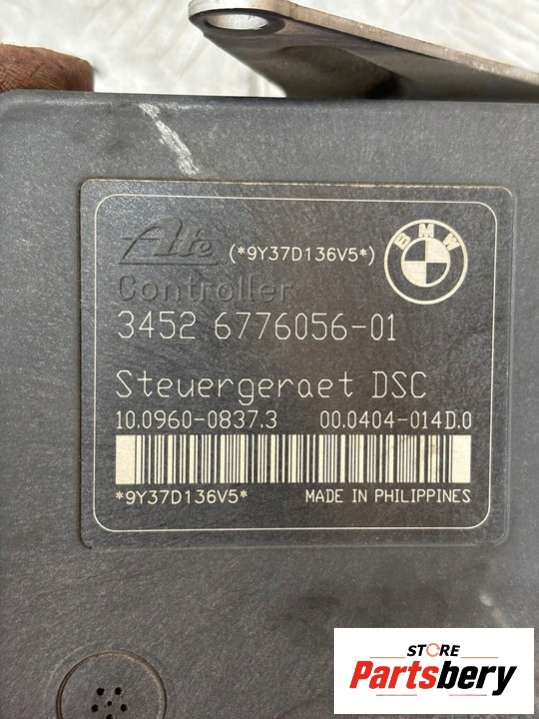 Ate (*9Y37D136V5*) BMW
Controller
3452 6776056-01
Steuergeraet DSC
10.0960-0837.3 00.0404-014D.0
*9Y37D136V5* MADE IN PHILIPPINES
STORE
Partsbery